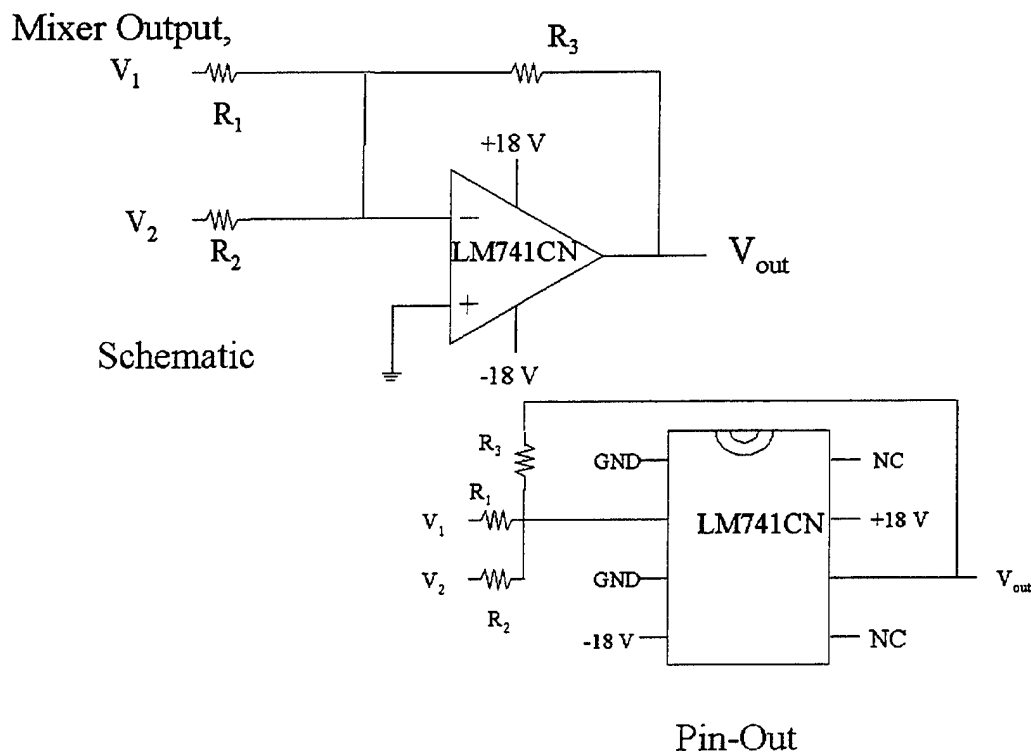 Mixer Output,
V1
R1
R3
V2
R2
+18 V
−
LM741CN
+
-18 V
Vout
Schematic
R3
GND
NC
V1
R1
LM741CN
+18 V
V2
R2
GND
Vout
-18 V
NC
Pin-Out